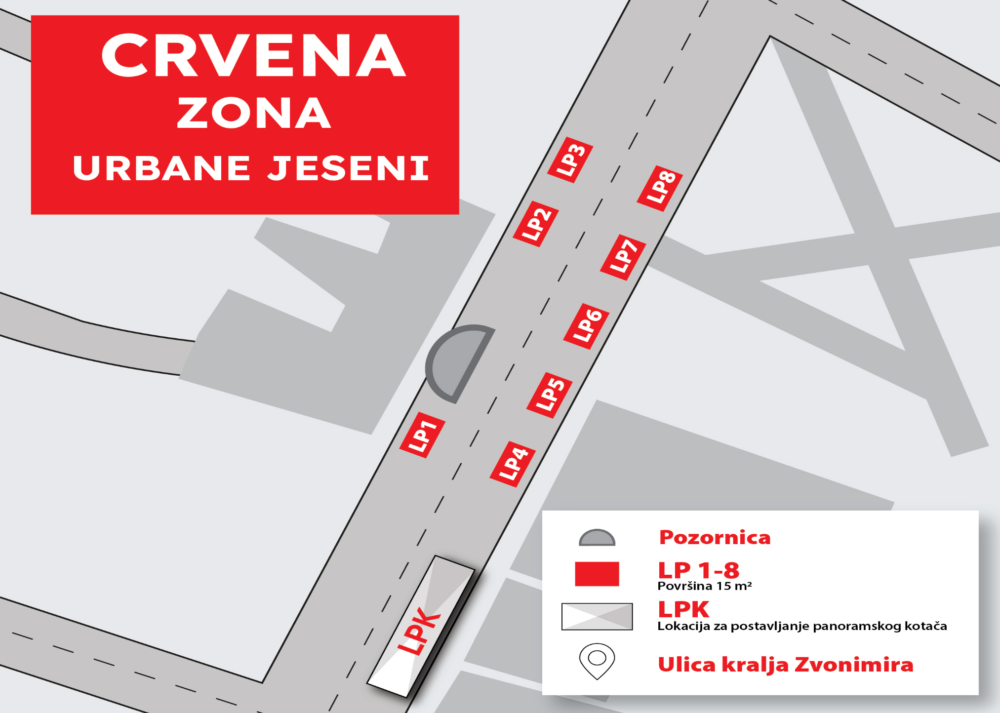 CRVENA
ZONA
URBANE JESENI
LP3
LP8
LP2
LP7
LP6
LP5
LP1
LP4
LPK
Pozornica
LP 1-8
Površina 15 m²
LPK
Lokacija za postavljanje panoramskog kotača
Ulica kralja Zvonimira